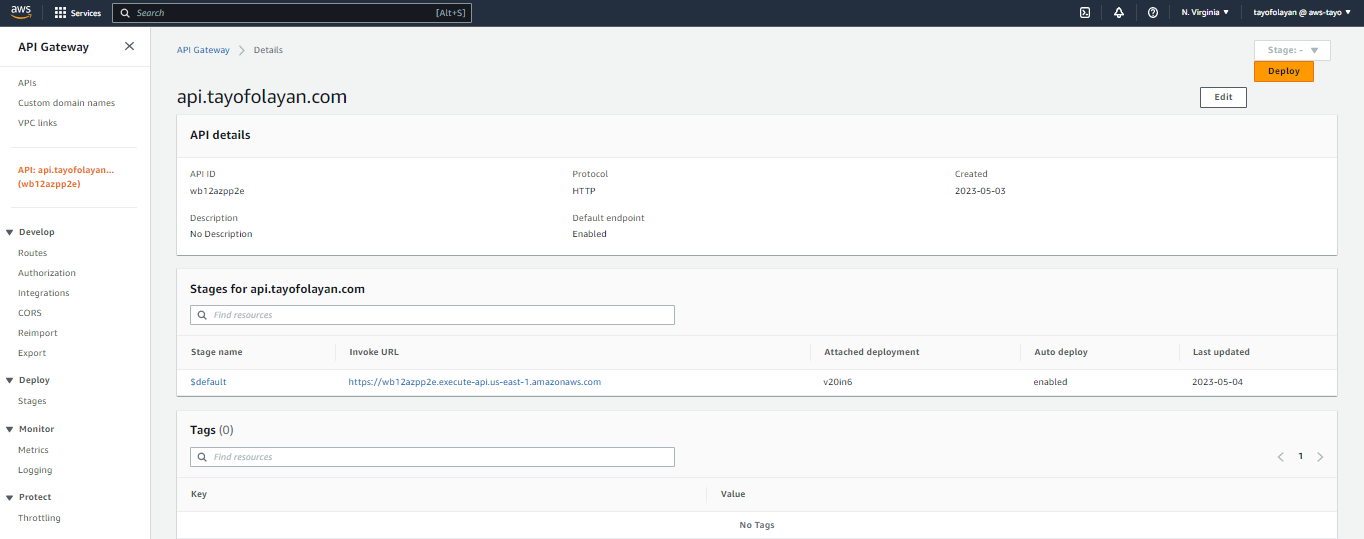 aws Services Search [Alt+S] N. Virginia tayofolayan @ aws-tayo
API Gateway
APIs
Custom domain names
VPC links
API: api.tayofolayan...
(wb12azpp2e)
Develop
Routes
Authorization
Integrations
CORS
Reimport
Export
Deploy
Stages
Monitor
Metrics
Logging
Protect
Throttling
API Gateway Details
Stage: -
Deploy
api.tayofolayan.com
Edit
API details
API ID Protocol Created
wb12azpp2e HTTP 2023-05-03
Description Default endpoint
No Description Enabled
Stages for api.tayofolayan.com
Find resources
Stage name Invoke URL Attached deployment Auto deploy Last updated
$default https://wb12azpp2e.execute-api.us-east-1.amazonaws.com v20in6 enabled 2023-05-04
Tags (0)
Find resources
1
Key Value
No Tags